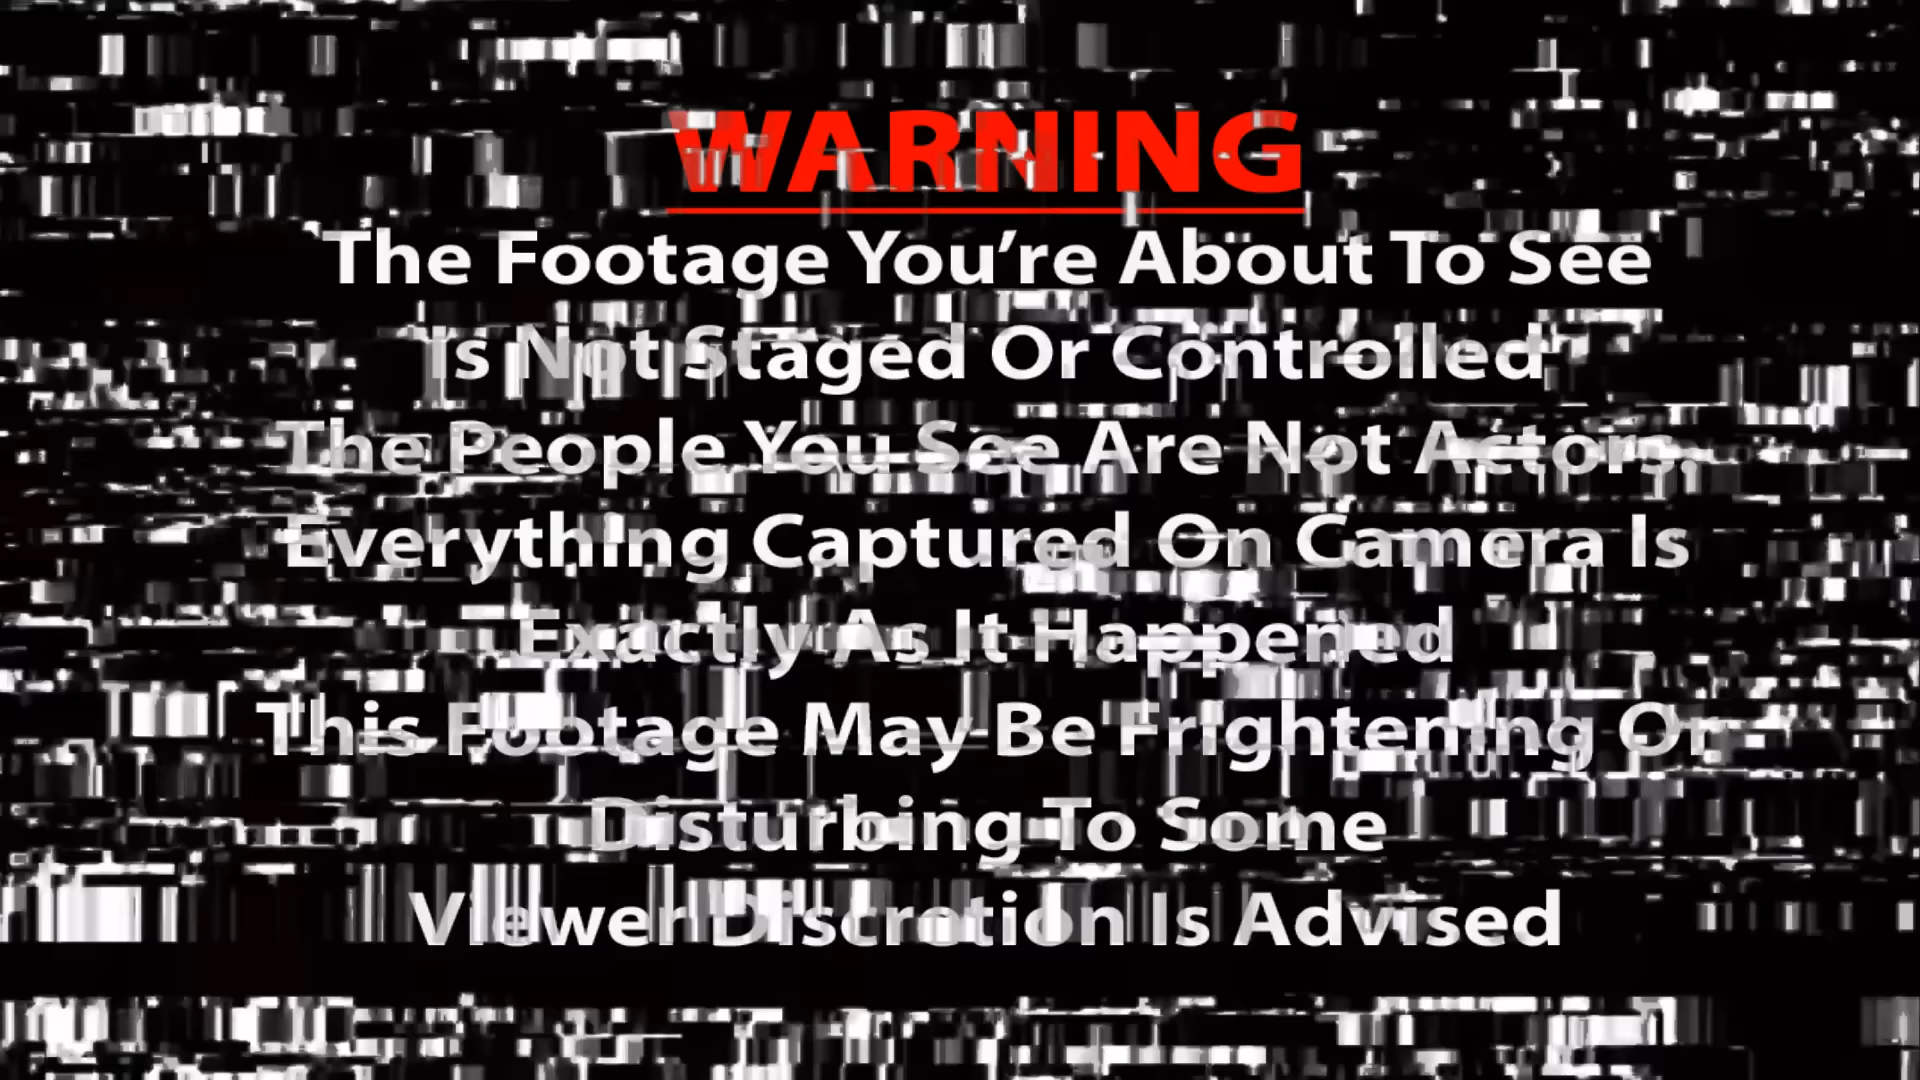 WARNING
The Footage You’re About To See
Is Not Staged Or Controlled
The People You See Are Not Actors.
Everything Captured On Camera Is
Exactly As It Happened
This Footage May Be Frightening Or
Disturbing To Some
Viewer Discretion Is Advised